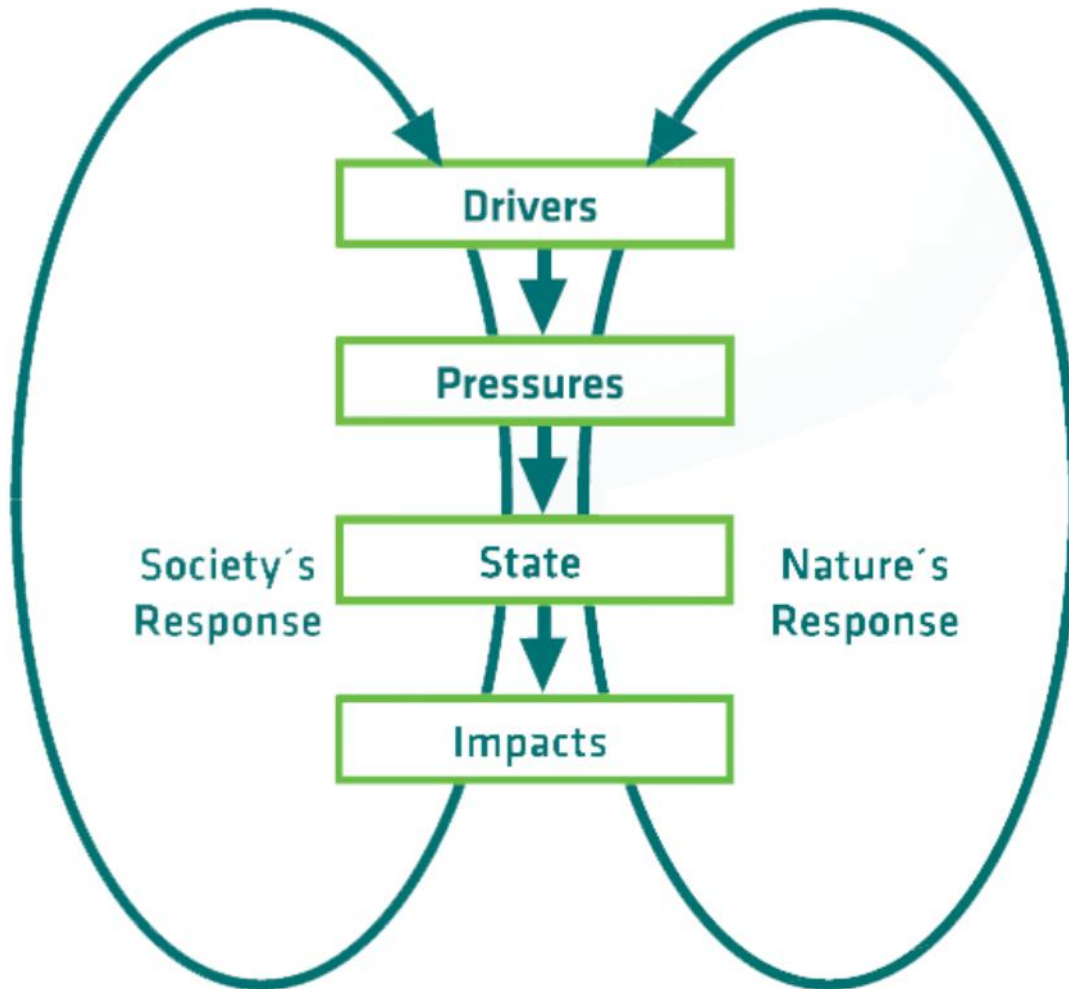 Drivers
Pressures
State
Society´s
Response
Nature´s
Response
Impacts